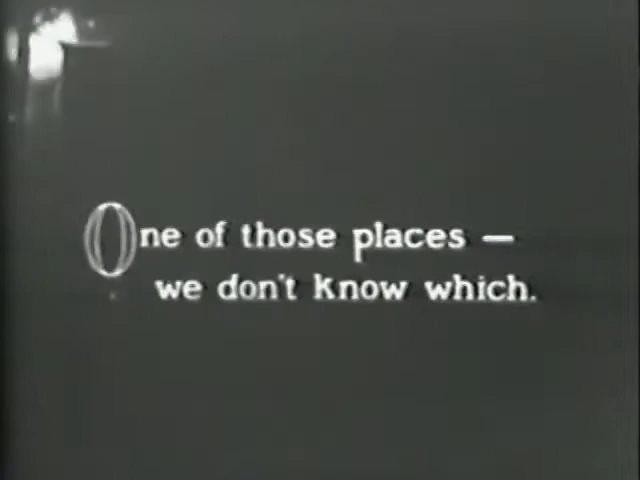 One of those places —
we don't know which.